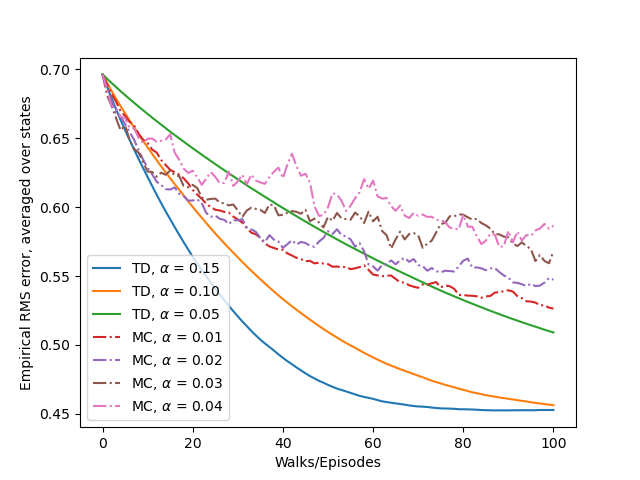 0.70
0.65
0.60
0.55
0.50
0.45
Empirical RMS error, averaged over states
TD, α = 0.15
TD, α = 0.10
TD, α = 0.05
MC, α = 0.01
MC, α = 0.02
MC, α = 0.03
MC, α = 0.04
0 20 40 60 80 100
Walks/Episodes